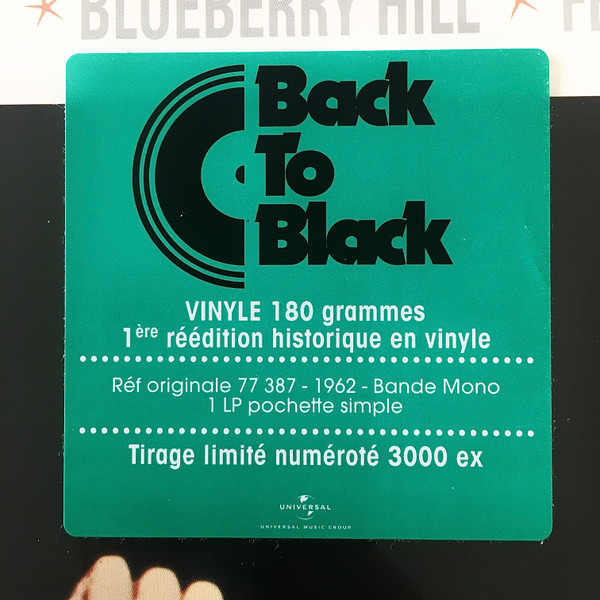 BLUEBERRY HILL
Back
To
Black
VINYLE 180 grammes
1ère réédition historique en vinyle
Réf originale 77 387 - 1962 - Bande Mono
1 LP pochette simple
Tirage limité numéroté 3000 ex
UNIVERSAL
UNIVERSAL MUSIC GROUP